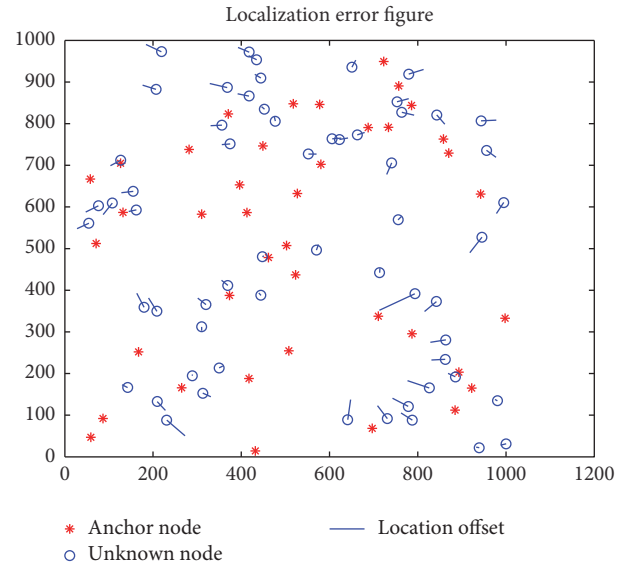 Localization error figure
1000
900
800
700
600
500
400
300
200
100
0
0 200 400 600 800 1000 1200
Anchor node
Unknown node
Location offset